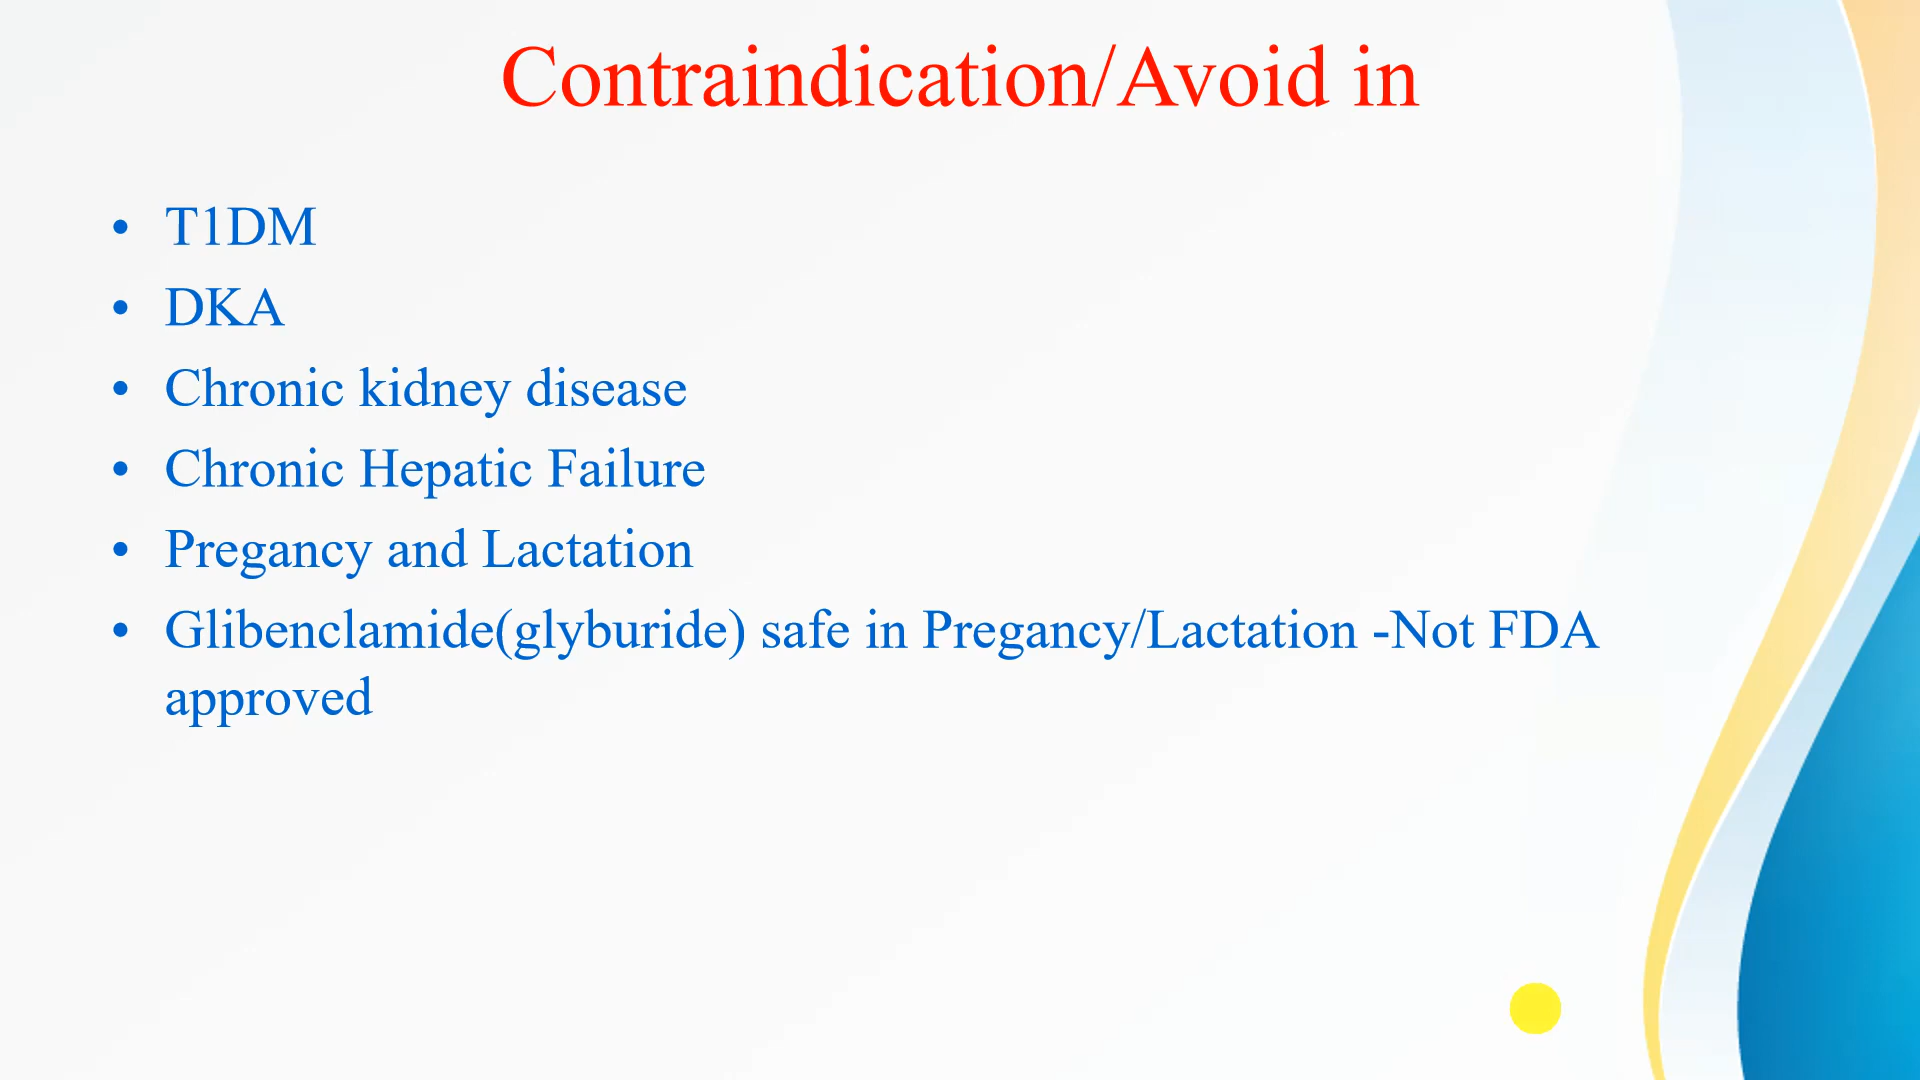 Contraindication/Avoid in
• T1DM
• DKA
• Chronic kidney disease
• Chronic Hepatic Failure
• Pregancy and Lactation
• Glibenclamide(glyburide) safe in Pregancy/Lactation -Not FDA
approved